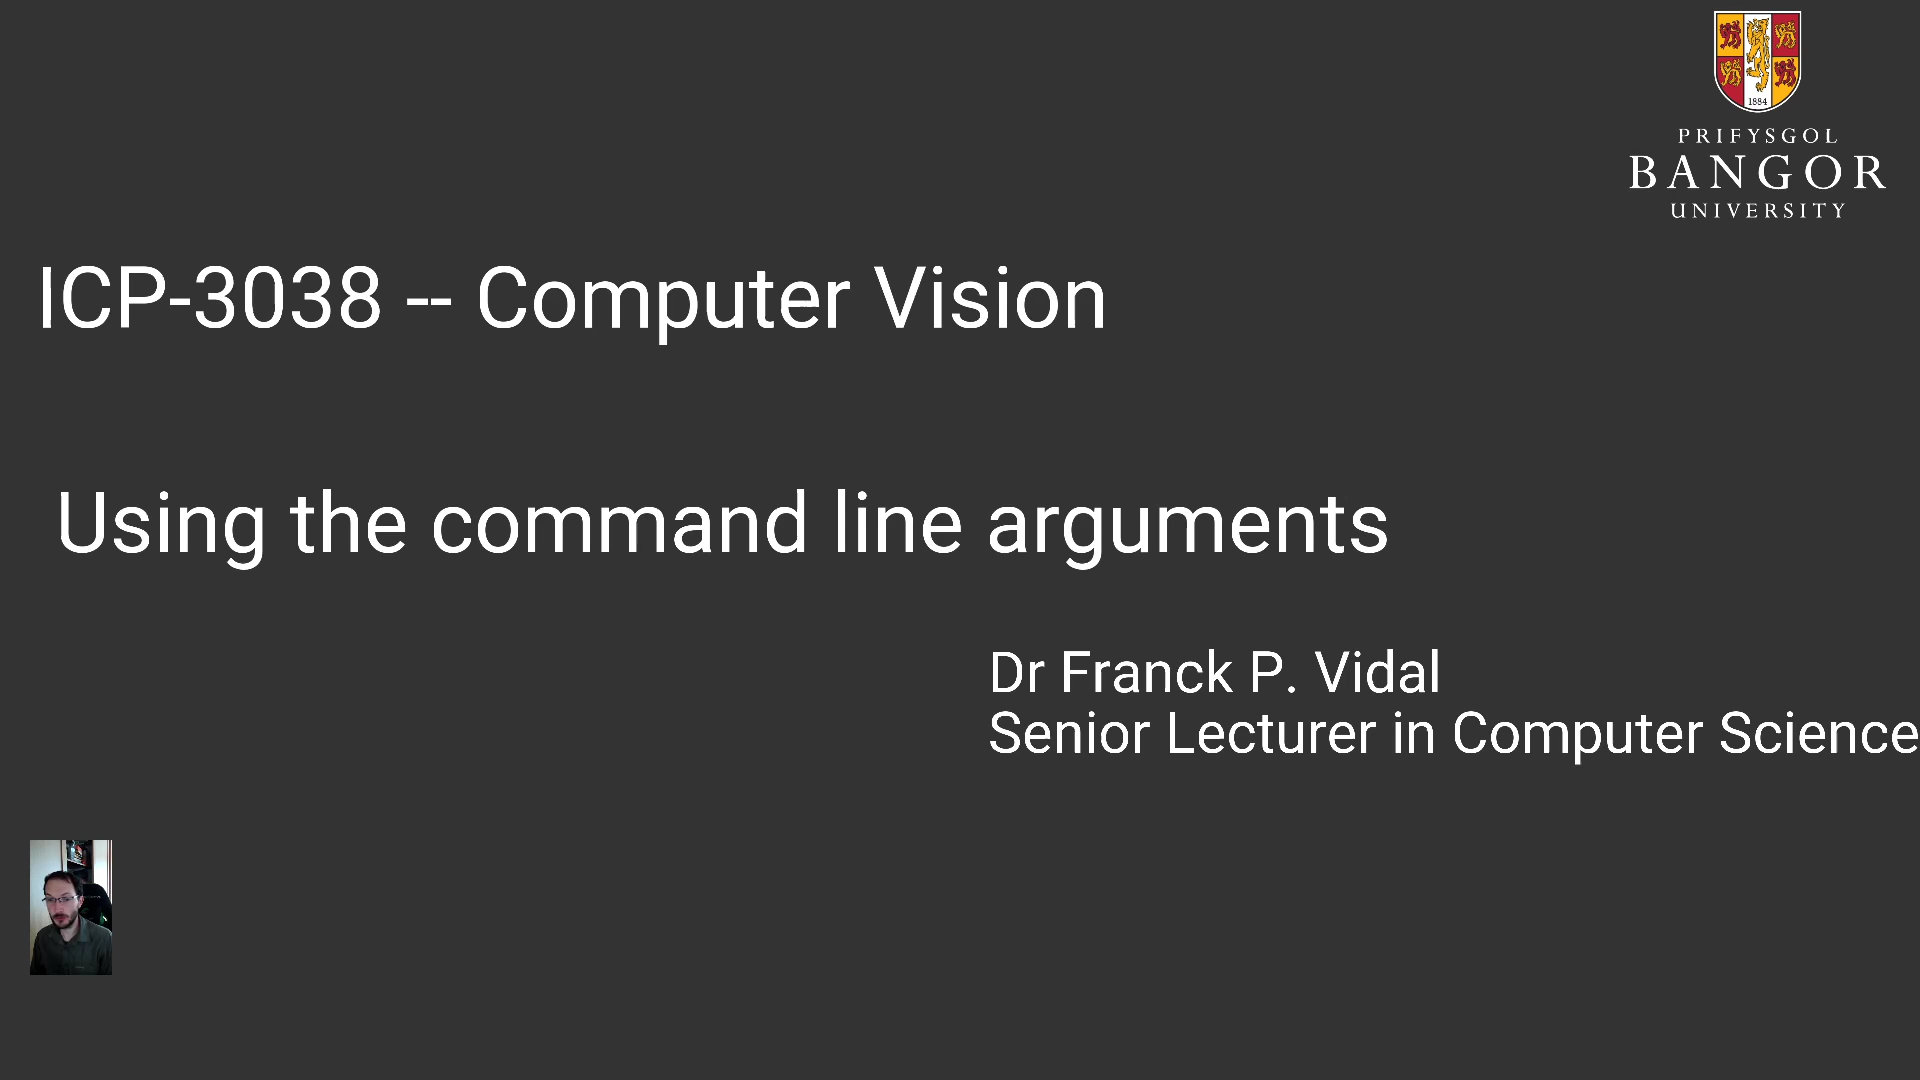 1884
PRIFYSGOL
BANGOR
UNIVERSITY
ICP-3038 -- Computer Vision
Using the command line arguments
Dr Franck P. Vidal
Senior Lecturer in Computer Science